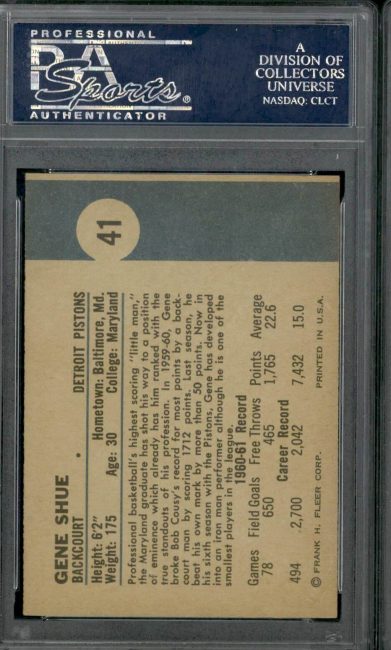 PROFESSIONAL
PSA
Sports
AUTHENTICATOR
A
DIVISION OF
COLLECTORS
UNIVERSE
NASDAQ: CLCT
41
GENE SHUE
BACKCOURT • DETROIT PISTONS
Height: 6'2" Hometown: Baltimore, Md.
Weight: 175 Age: 30 College: Maryland
Professional basketball's highest scoring "little man,"
the Maryland graduate has shot his way to a position
of eminence which already has him ranked with the
true standouts of his profession. In 1959-60, Gene
broke Bob Cousy's record for most points by a back-
court man by scoring 1712 points. Last season, he
beat his own mark by more than 50 points. Now in
his sixth season with the Pistons, Gene has developed
into an iron man performer although he is one of the
smallest players in the league.
1960-61 Record
Games Field Goals Free Throws Points Average
78 650 465 1,765 22.6
Career Record
494 2,700 2,042 7,432 15.0
© FRANK H. FLEER CORP. PRINTED IN U.S.A.